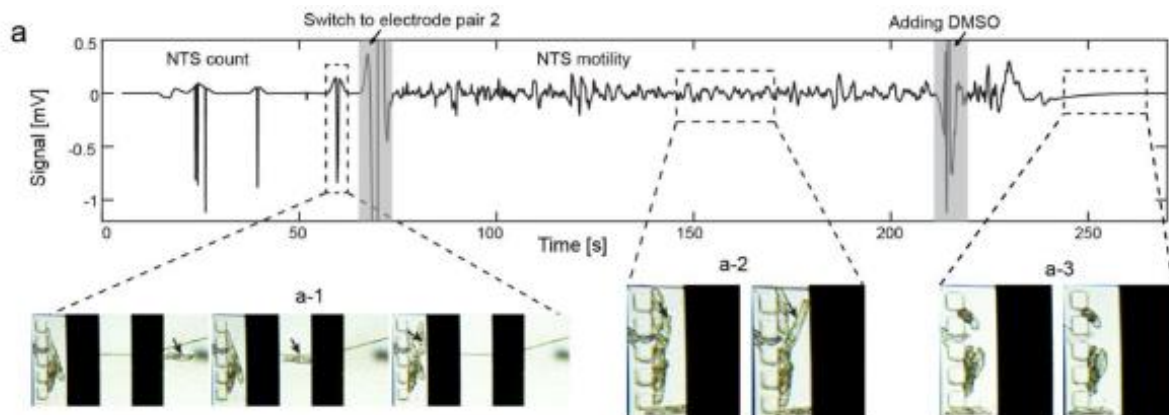 a
Switch to electrode pair 2
Adding DMSO
0.5
NTS count
NTS motility
0
-0.5
-1
Signal [mV]
0
50
100
150
200
250
Time [s]
a-1
a-2
a-3